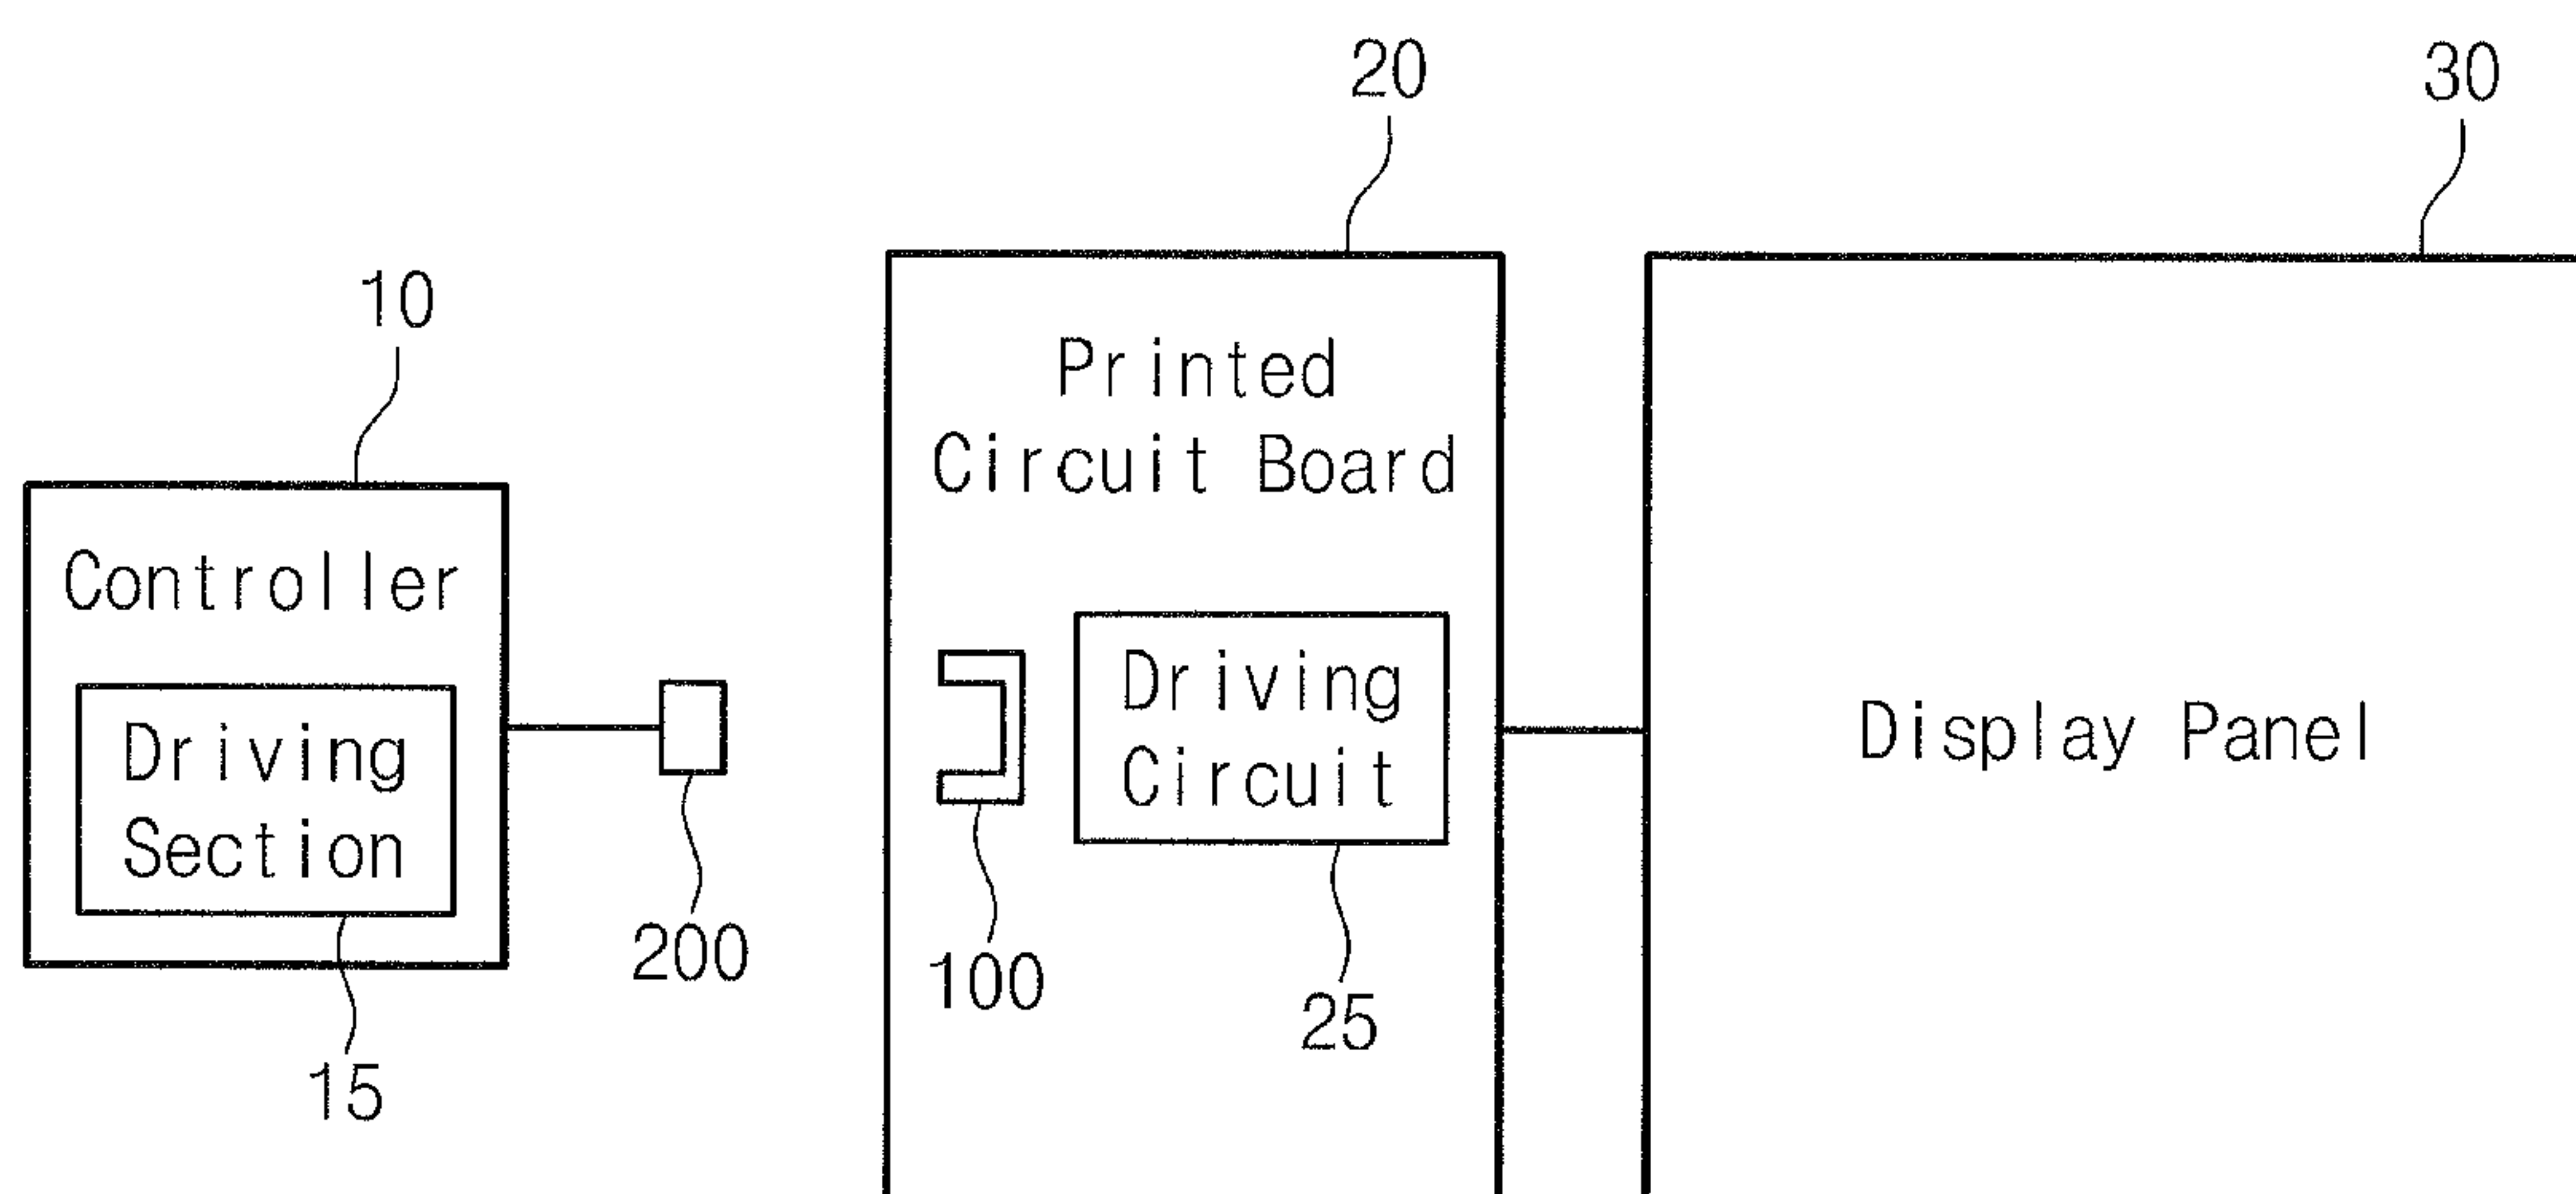 20
30
10
Printed
Circuit Board
Controller
Driving
Section
Driving
Circuit
Display Panel
200
100
25
15